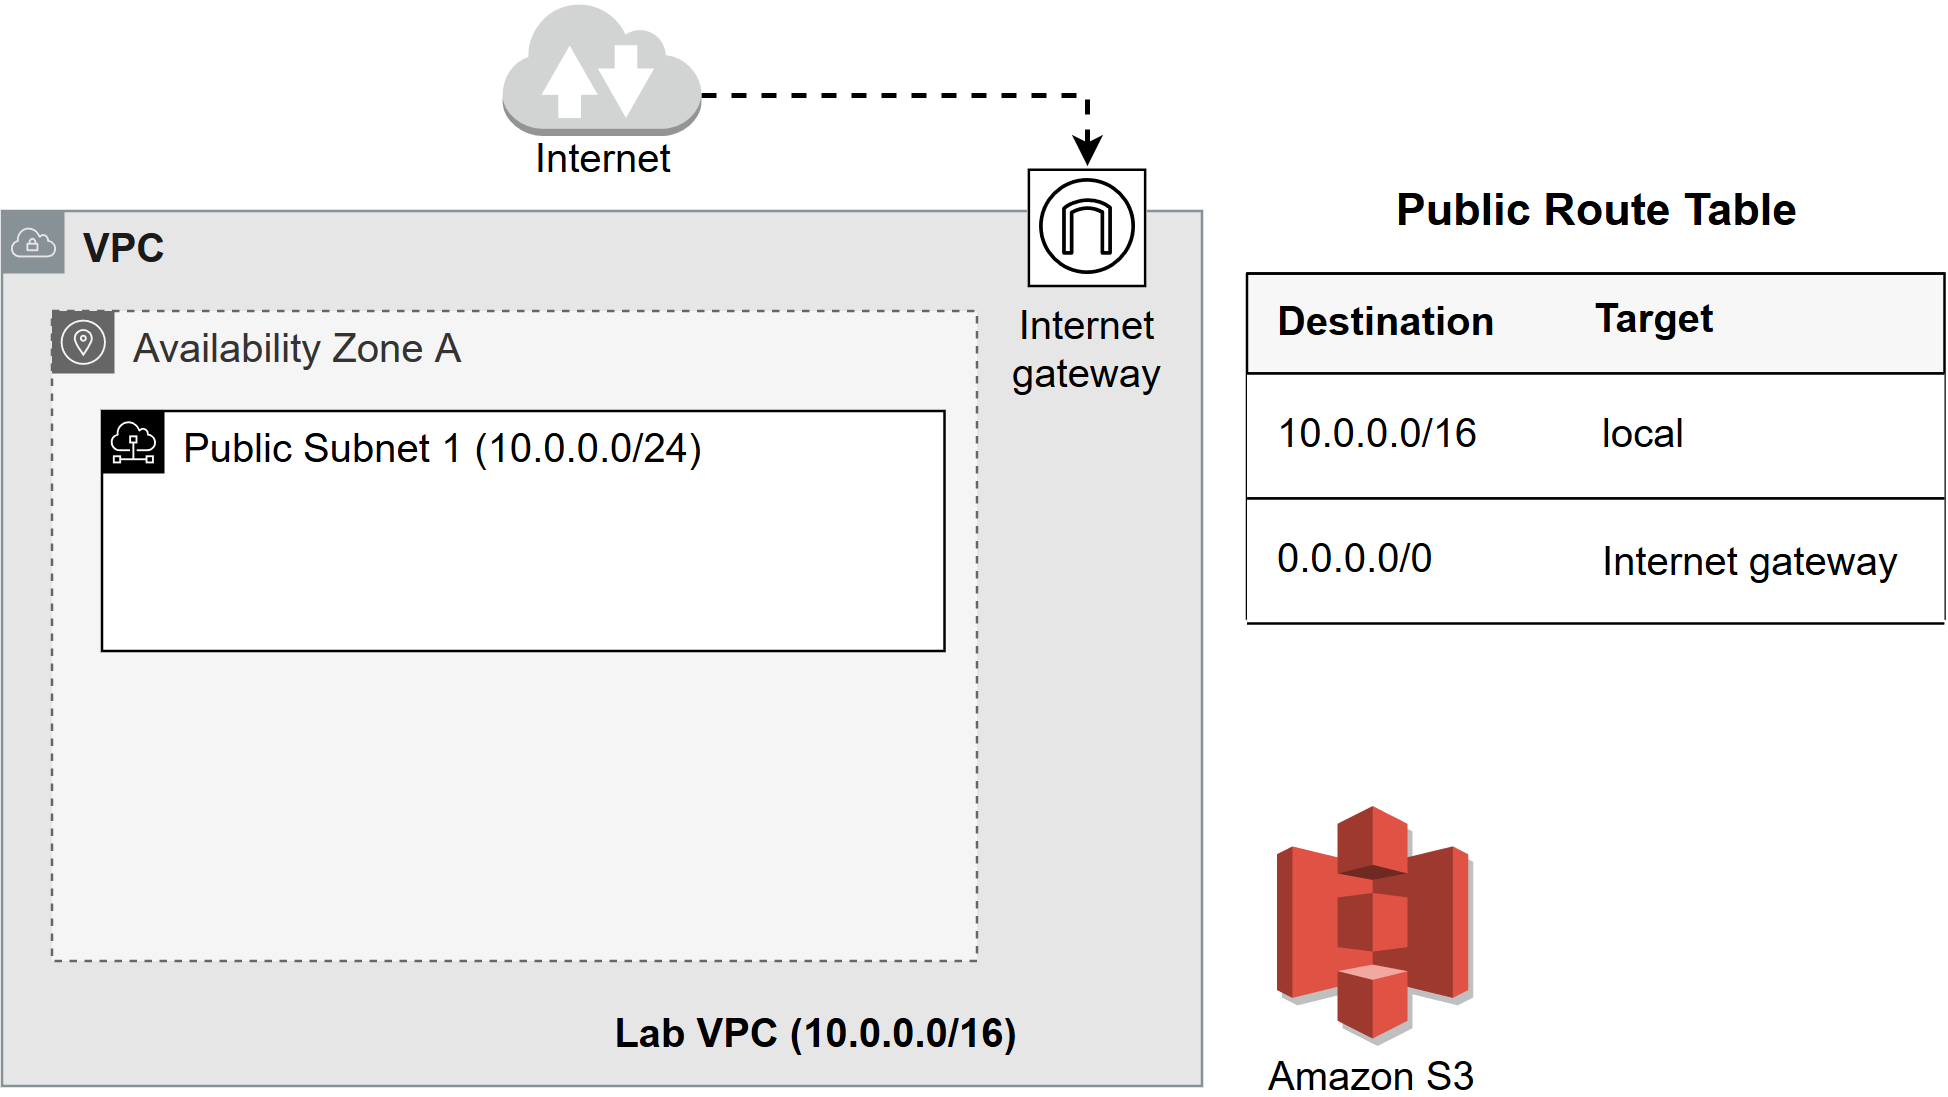 Internet
VPC
Internet
gateway
Availability Zone A
Public Subnet 1 (10.0.0.0/24)
Lab VPC (10.0.0.0/16)
Public Route Table
Destination Target
10.0.0.0/16 local
0.0.0.0/0 Internet gateway
Amazon S3